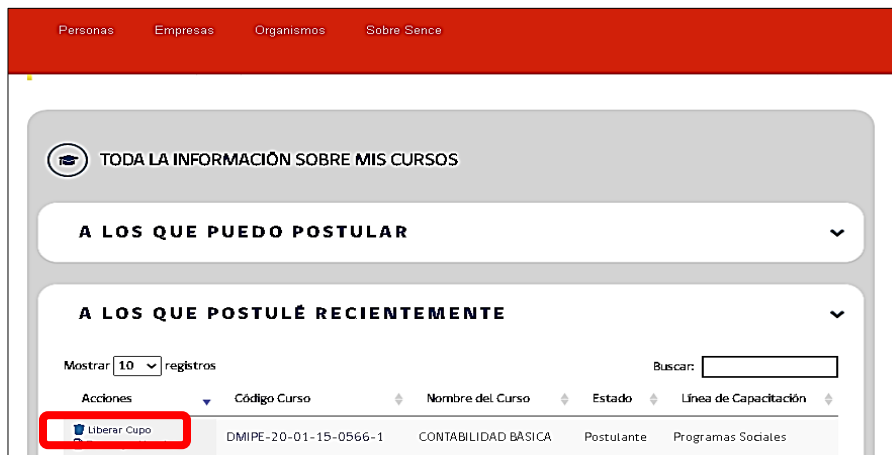 Personas Empresas Organismos Sobre Sence
TODA LA INFORMACIÓN SOBRE MIS CURSOS
A LOS QUE PUEDO POSTULAR
A LOS QUE POSTULÉ RECIENTEMENTE
Mostrar 10 registros Buscar:
Acciones Código Curso Nombre del Curso Estado Línea de Capacitación
Liberar Cupo
DMIPE-20-01-15-0566-1 CONTABILIDAD BÁSICA Postulante Programas Sociales